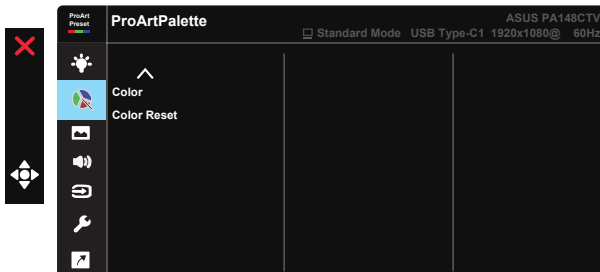 ProArt
Preset
ProArtPalette
ASUS PA148CTV
Standard Mode USB Type-C1 1920x1080@ 60Hz
Color
Color Reset